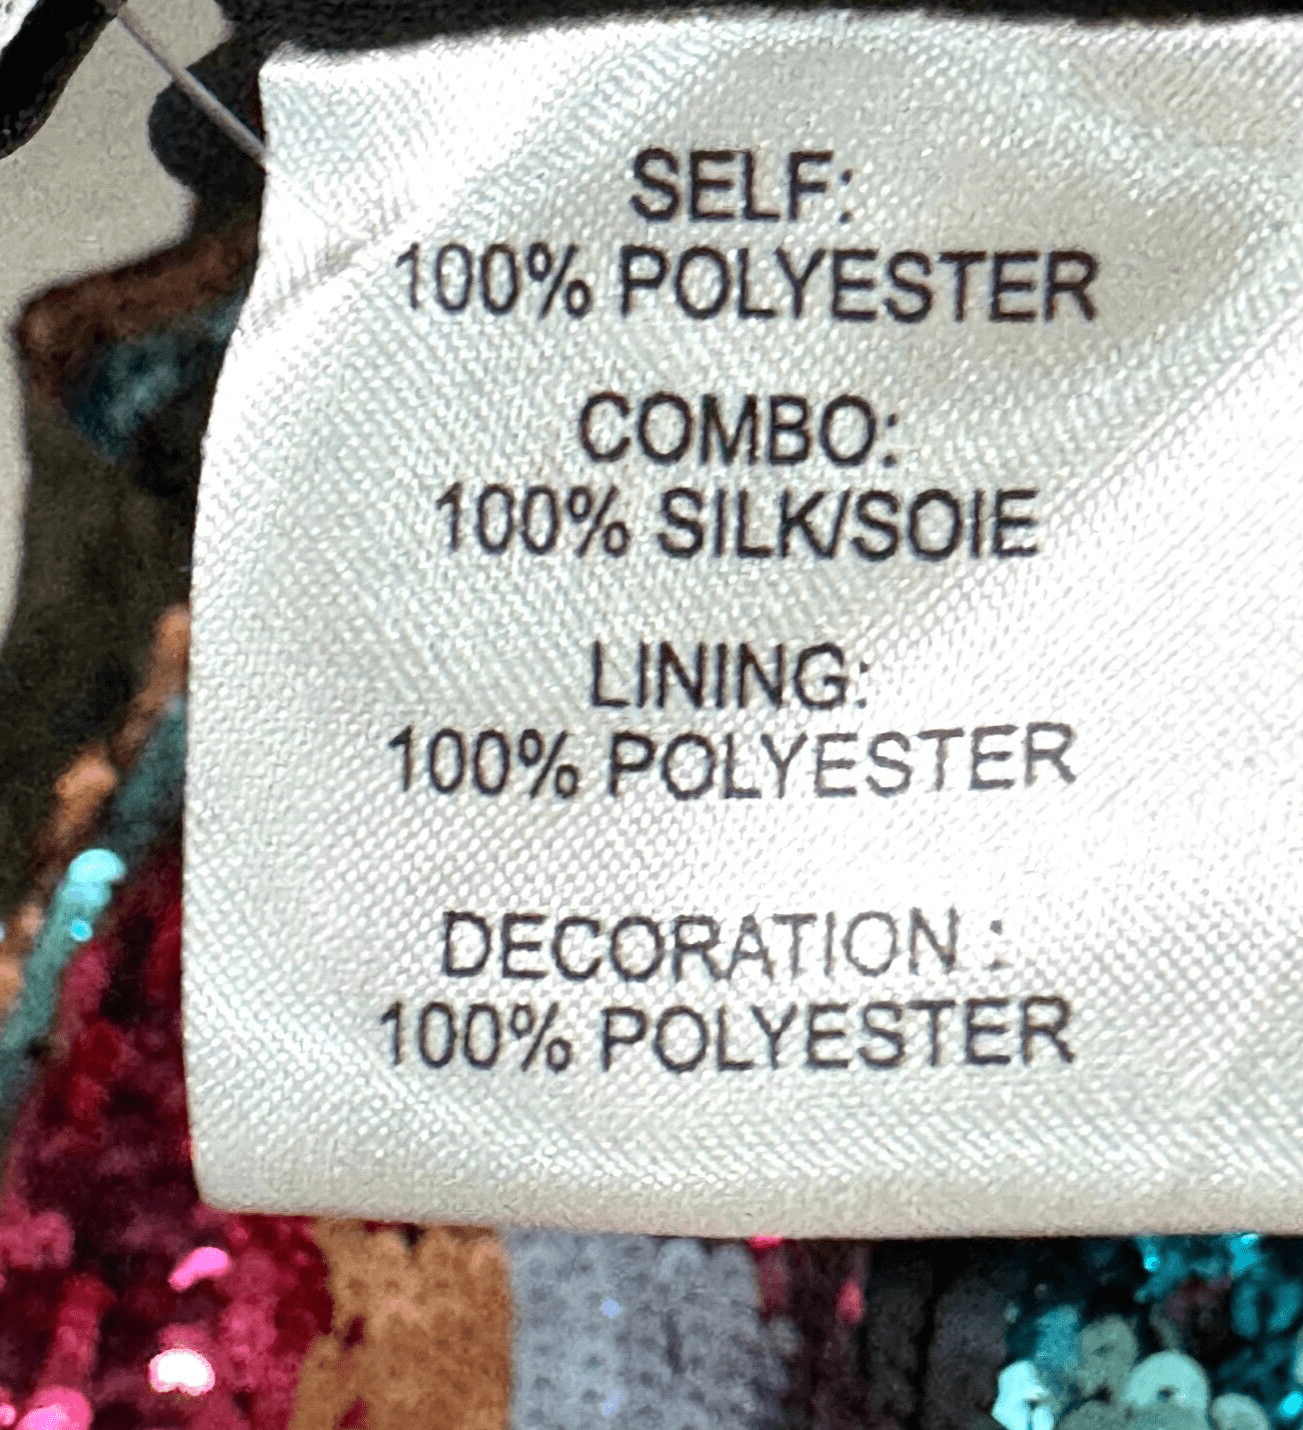 SELF:
100% POLYESTER
COMBO:
100% SILK/SOIE
LINING:
100% POLYESTER
DECORATION :
100% POLYESTER